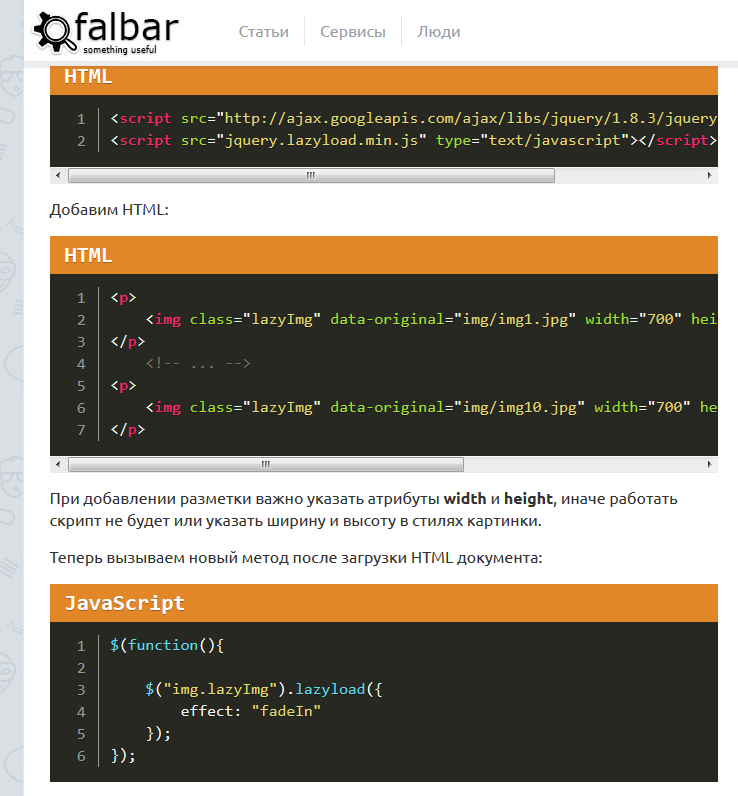 falbar
something useful
Статьи Сервисы Люди
HTML
1 <script src="http://ajax.googleapis.com/ajax/libs/jquery/1.8.3/jquery
2 <script src="jquery.lazyload.min.js" type="text/javascript"></script>
Добавим HTML:
HTML
1 <p>
2 <img class="lazyImg" data-original="img/img1.jpg" width="700" hei
3 </p>
4 <!-- ... -->
5 <p>
6 <img class="lazyImg" data-original="img/img10.jpg" width="700" he
7 </p>
При добавлении разметки важно указать атрибуты width и height, иначе работать
скрипт не будет или указать ширину и высоту в стилях картинки.
Теперь вызываем новый метод после загрузки HTML документа:
JavaScript
1 $(function(){
2
3 $("img.lazyImg").lazyload({
4 effect: "fadeIn"
5 });
6 });